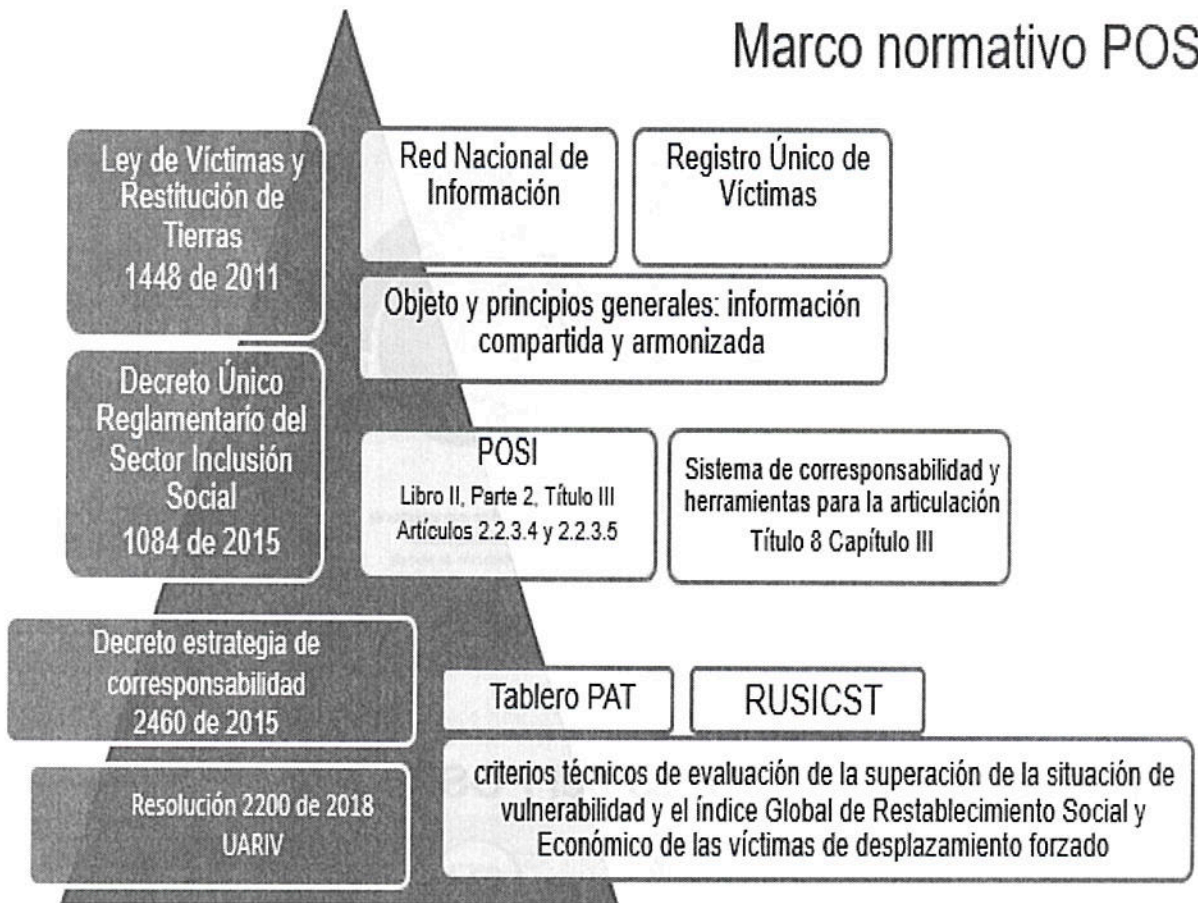 Marco normativo POS
Ley de Víctimas y
Restitución de
Tierras
1448 de 2011
Red Nacional de
Información
Registro Único de
Víctimas
Objeto y principios generales: información
compartida y armonizada
Decreto Único
Reglamentario del
Sector Inclusión
Social
1084 de 2015
POSI
Libro II, Parte 2, Título III
Artículos 2.2.3.4 y 2.2.3.5
Sistema de corresponsabilidad y
herramientas para la articulación
Título 8 Capítulo III
Decreto estrategia de
corresponsabilidad
2460 de 2015
Tablero PAT
RUSICST
Resolución 2200 de 2018
UARIV
criterios técnicos de evaluación de la superación de la situación de
vulnerabilidad y el índice Global de Restablecimiento Social y
Económico de las víctimas de desplazamiento forzado